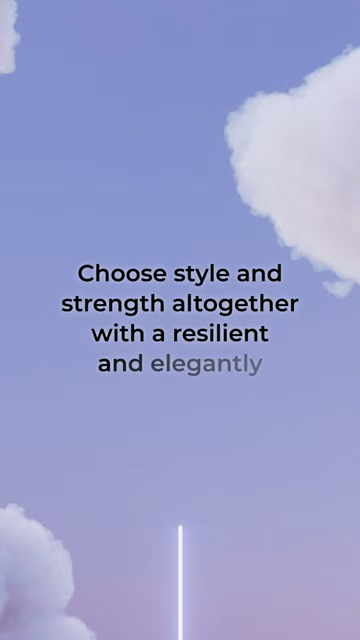 Choose style and
strength altogether
with a resilient
and elegantly